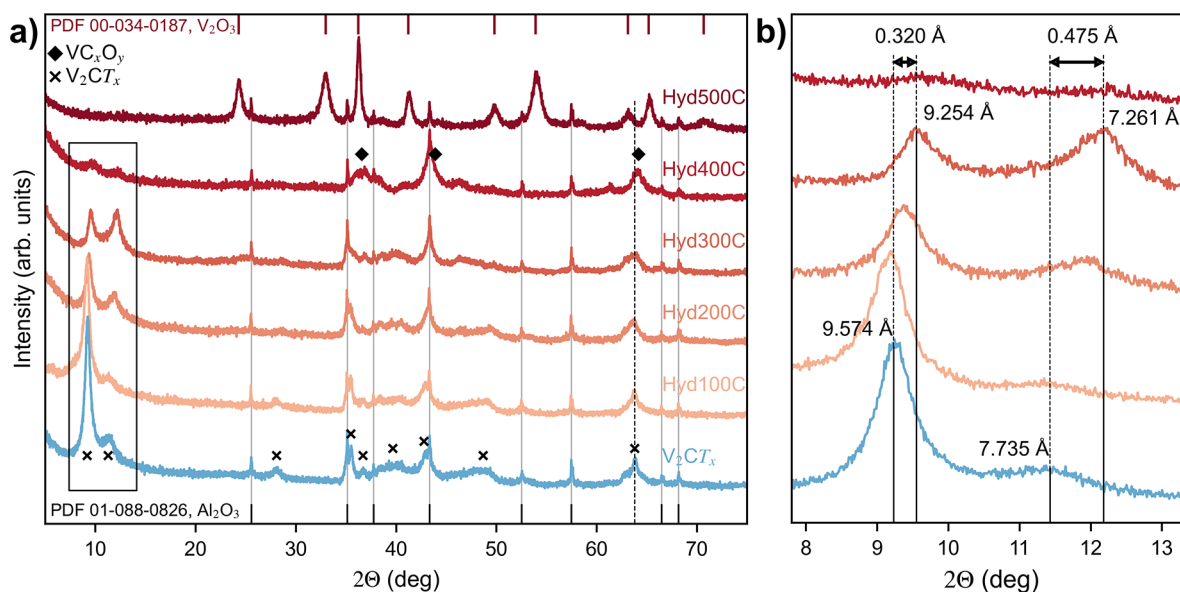 a)
PDF 00-034-0187, V₂O₃
◆ VCₓOᵧ
× V₂CTₓ
Hyd500C
Hyd400C
Hyd300C
Hyd200C
Hyd100C
V₂CTₓ
PDF 01-088-0826, Al₂O₃
Intensity (arb. units)
10 20 30 40 50 60 70
2Θ (deg)
b)
0.320 Å 0.475 Å
9.254 Å 7.261 Å
9.574 Å
7.735 Å
8 9 10 11 12 13
2Θ (deg)